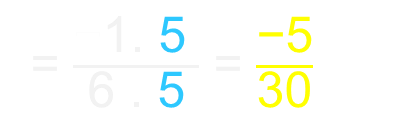 = 1 . 5 / 6 . 5 = −5 / 30